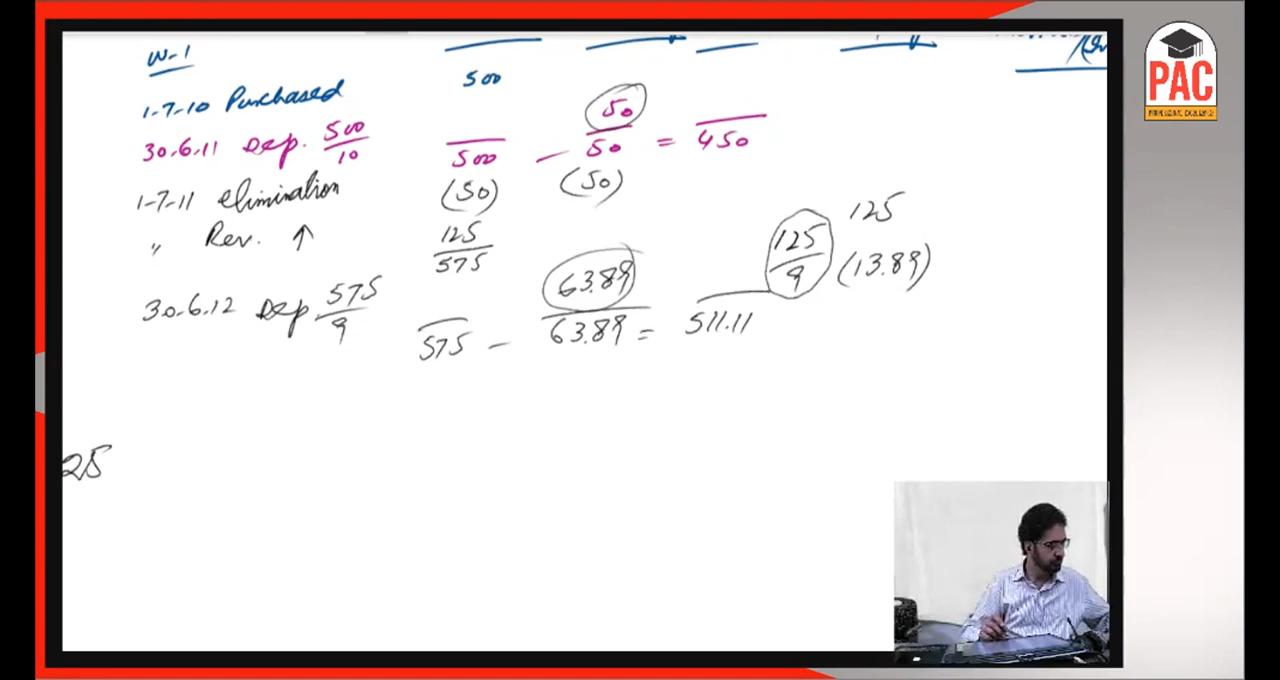 W-1
1-7-10 Purchased 500
50
30.6.11 Dep. 500/10 500 - 50 = 450
1-7-11 elimination (50) (50)
" Rev. ↑ 125 125/9 125
575 (13.89)
63.89
30.6.12 Dep 575/9 575 - 63.89 = 511.11
25
PAC
PROFESSIONAL EXCELLENCE